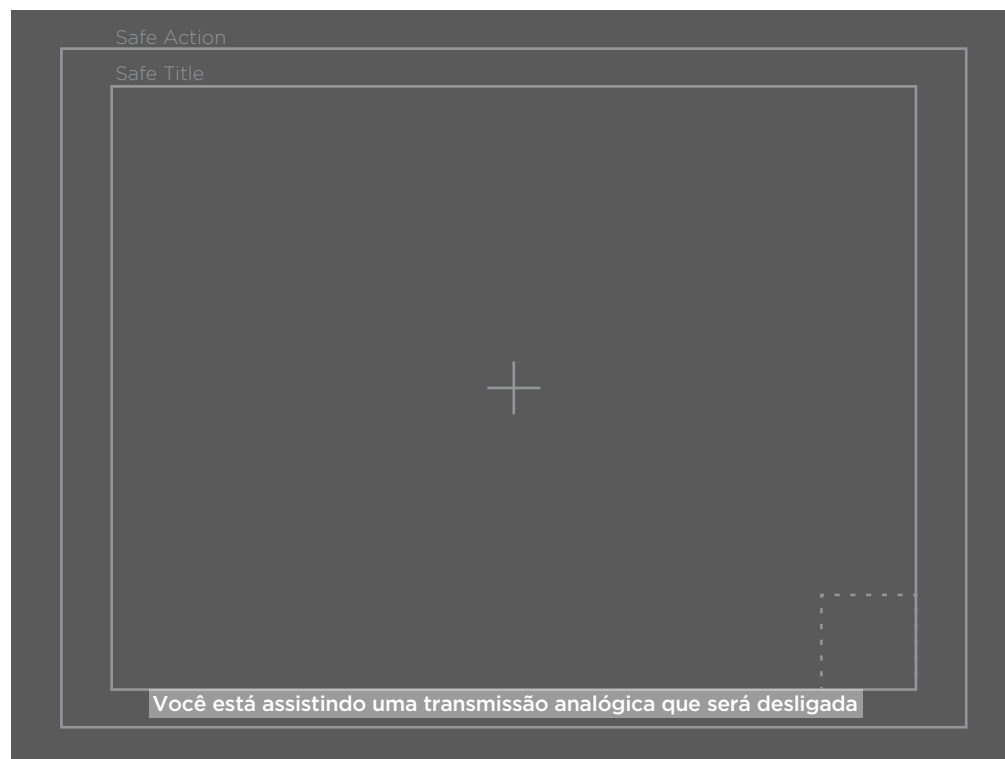 Safe Action
Safe Title
Você está assistindo uma transmissão analógica que será desligada